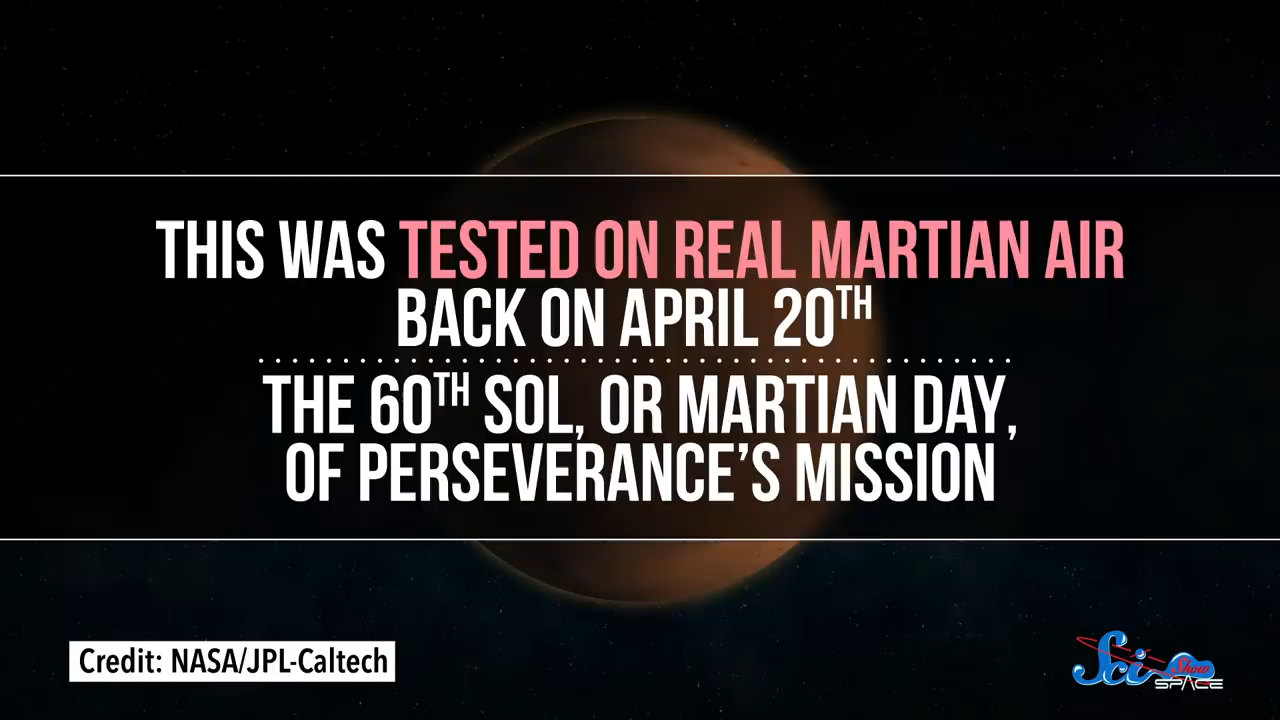 THIS WAS TESTED ON REAL MARTIAN AIR
BACK ON APRIL 20TH
THE 60TH SOL, OR MARTIAN DAY,
OF PERSEVERANCE'S MISSION
Credit: NASA/JPL-Caltech
Sci Show
SPACE